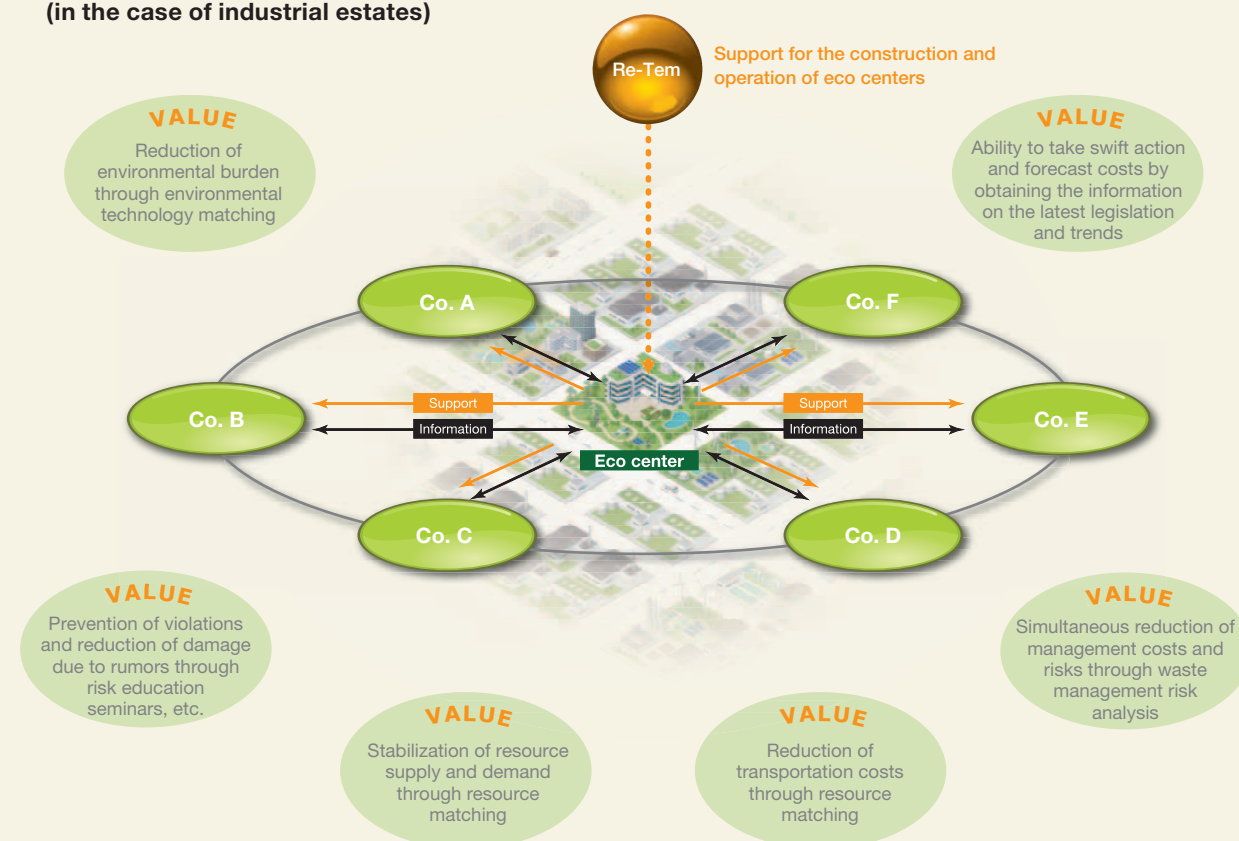 (in the case of industrial estates)
Re-Tem
Support for the construction and
operation of eco centers
VALUE
Reduction of
environmental burden
through environmental
technology matching
VALUE
Ability to take swift action
and forecast costs by
obtaining the information
on the latest legislation
and trends
Co. A
Co. F
Co. B
Support
Information
Support
Information
Co. E
Eco center
Co. C
Co. D
VALUE
Prevention of violations
and reduction of damage
due to rumors through
risk education
seminars, etc.
VALUE
Simultaneous reduction of
management costs and
risks through waste
management risk
analysis
VALUE
Stabilization of resource
supply and demand
through resource
matching
VALUE
Reduction of
transportation costs
through resource
matching